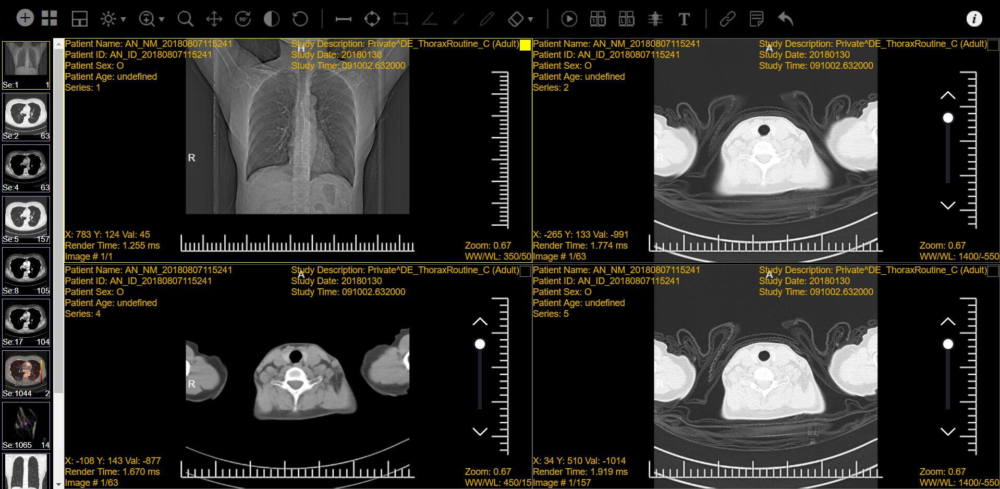 90°
1 1
L L
T
i
Se:1 1
Se:2 63
Se:4 63
Se:5 157
Se:8 105
Se:17 104
Se:1044 2
Se:1065 14
Patient Name: AN_NM_20180807115241
Patient ID: AN_ID_20180807115241
Patient Sex: O
Patient Age: undefined
Series: 1
Study Description: Private^DE_ThoraxRoutine_C (Adult)
Study Date: 20180130
Study Time: 091002.632000
H
R
X: 783 Y: 124 Val: 45
Render Time: 1.255 ms
Image # 1/1
Zoom: 0.67
WW/WL: 350/50
Patient Name: AN_NM_20180807115241
Patient ID: AN_ID_20180807115241
Patient Sex: O
Patient Age: undefined
Series: 2
Study Description: Private^DE_ThoraxRoutine_C (Adult)
Study Date: 20180130
Study Time: 091002.632000
A
R
X: -265 Y: 133 Val: -991
Render Time: 1.774 ms
Image # 1/63
Zoom: 0.67
WW/WL: 1400/-550
Patient Name: AN_NM_20180807115241
Patient ID: AN_ID_20180807115241
Patient Sex: O
Patient Age: undefined
Series: 4
Study Description: Private^DE_ThoraxRoutine_C (Adult)
Study Date: 20180130
Study Time: 091002.632000
A
R
X: -108 Y: 143 Val: -877
Render Time: 1.670 ms
Image # 1/63
Zoom: 0.67
WW/WL: 450/15
Patient Name: AN_NM_20180807115241
Patient ID: AN_ID_20180807115241
Patient Sex: O
Patient Age: undefined
Series: 5
Study Description: Private^DE_ThoraxRoutine_C (Adult)
Study Date: 20180130
Study Time: 091002.632000
A
R
X: 34 Y: 510 Val: -1014
Render Time: 1.919 ms
Image # 1/157
Zoom: 0.67
WW/WL: 1400/-550